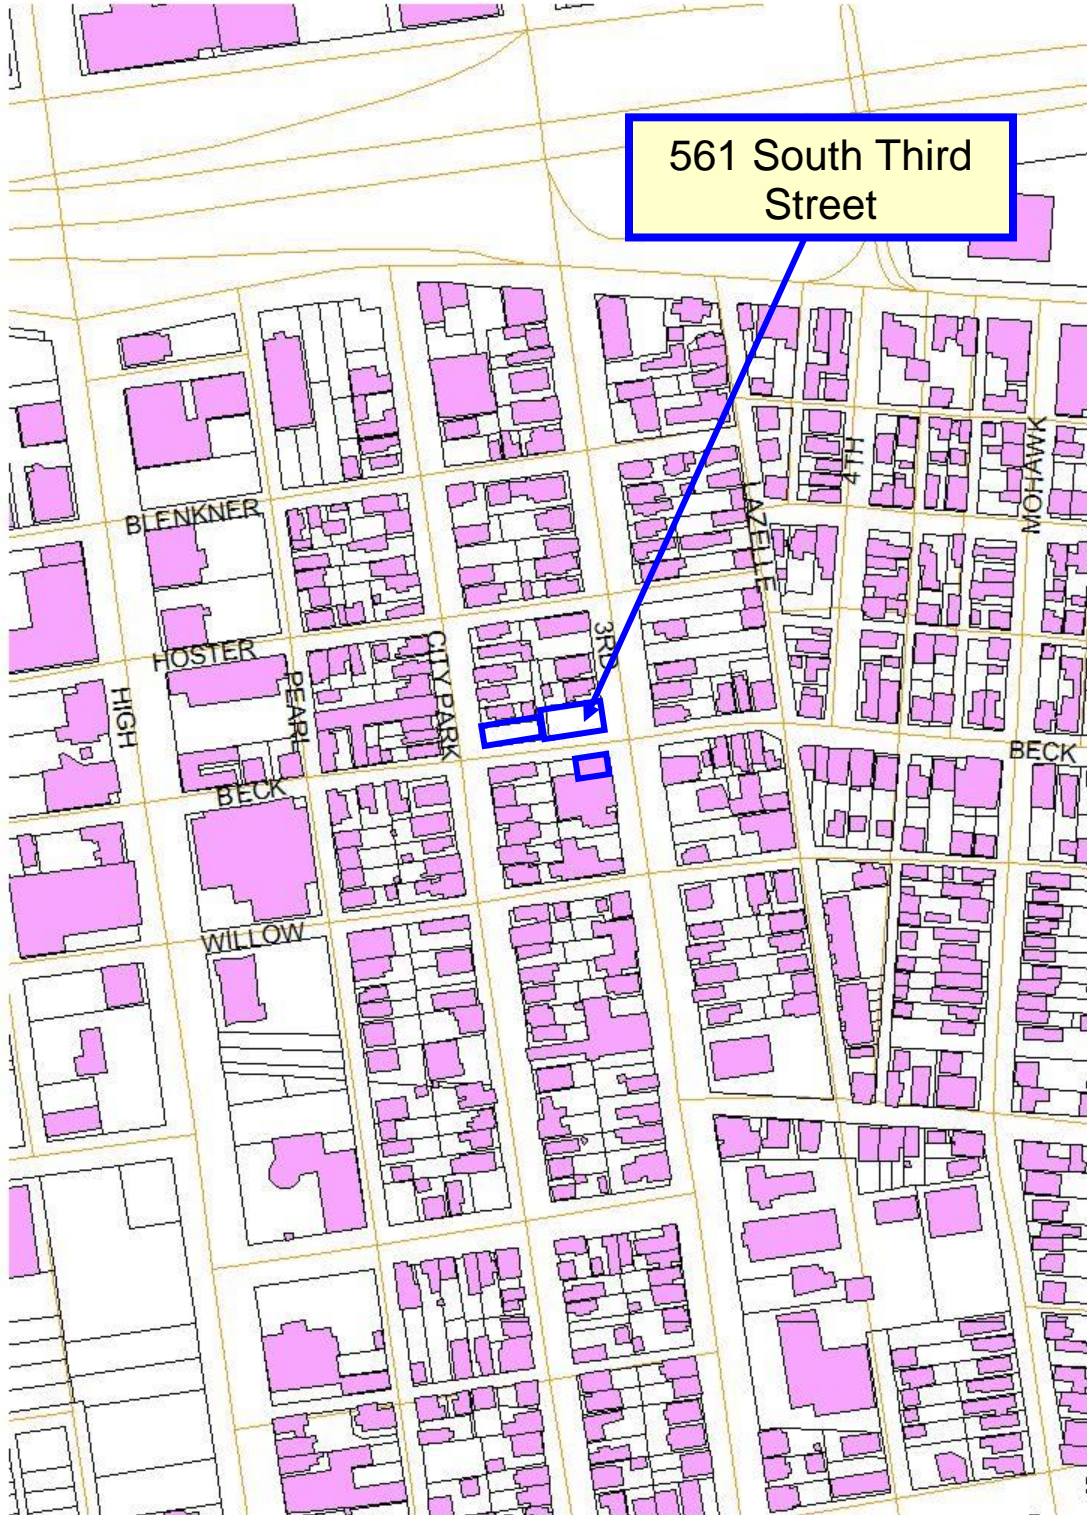 561 South Third
Street
BLENKNER
4TH
MOHAWK
LAZELLE
HOSTER
3RD
CITY PARK
PEARL
HIGH
BECK
BECK
WILLOW